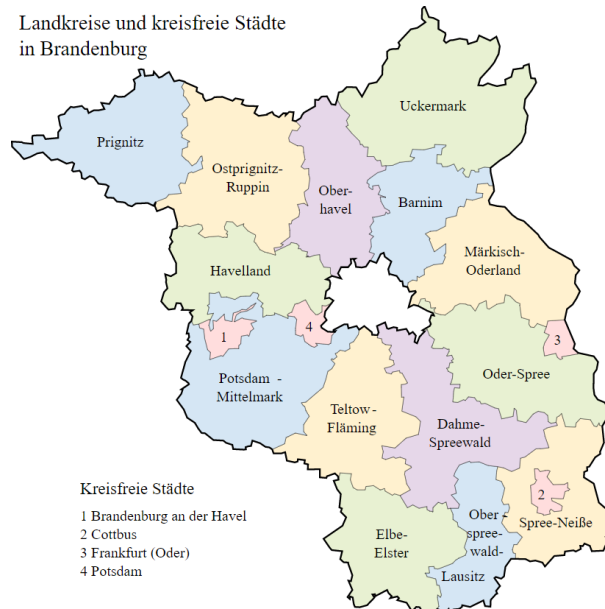 Landkreise und kreisfreie Städte
in Brandenburg
Uckermark
Prignitz
Ostprignitz-
Ruppin
Ober-
havel
Barnim
Märkisch-
Oderland
Havelland
1
4
3
Oder-Spree
Potsdam -
Mittelmark
Teltow-
Fläming
Dahme-
Spreewald
2
Ober -
spree-
wald-
Lausitz
Spree-Neiße
Elbe-
Elster
Kreisfreie Städte
1 Brandenburg an der Havel
2 Cottbus
3 Frankfurt (Oder)
4 Potsdam